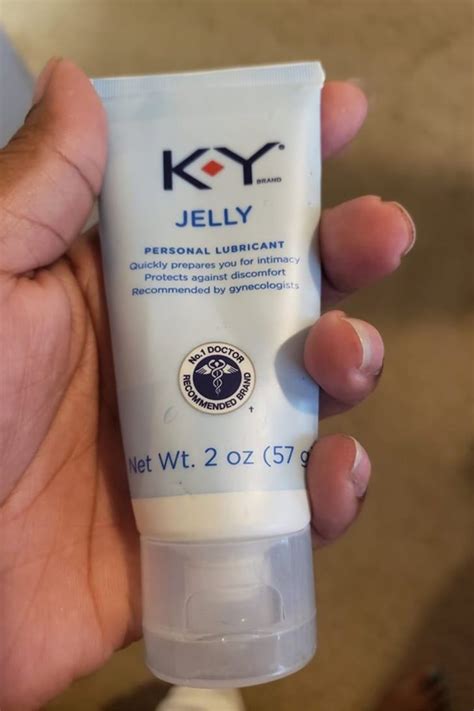 K-Y®
BRAND
JELLY
PERSONAL LUBRICANT
Quickly prepares you for intimacy
Protects against discomfort
Recommended by gynecologists
No.1 DOCTOR
RECOMMENDED BRAND
†
Net Wt. 2 oz (57 g